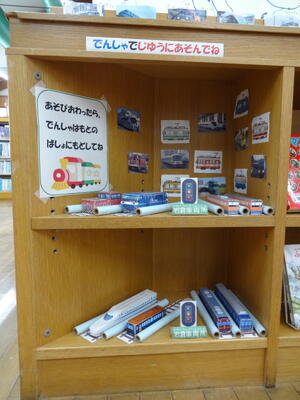 でんしゃでじゆうにあそんでね
あそびおわったら、
でんしゃはもとの
ばしょにもどしてね